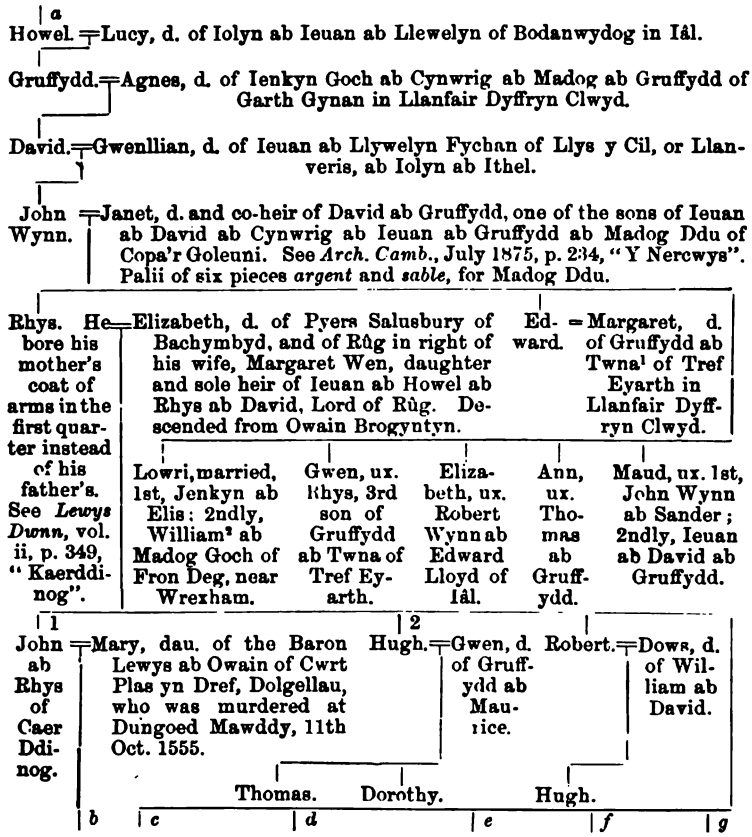 a
Howel. Lucy, d. of Iolyn ab Ieuan ab Llewelyn of Bodanwydog in Iâl.
Gruffydd. Agnes, d. of Ienkyn Goch ab Cynwrig ab Madog ab Gruffydd of
Garth Gynan in Llanfair Dyffryn Clwyd.
David. Gwenllian, d. of Ieuan ab Llywelyn Fychan of Llys y Cil, or Llan-
veris, ab Iolyn ab Ithel.
John
Wynn.
Janet, d. and co-heir of David ab Gruffydd, one of the sons of Ieuan
ab David ab Cynwrig ab Ieuan ab Gruffydd ab Madog Ddu of
Copa'r Goleuni. See Arch. Camb., July 1875, p. 234, "Y Nercwys".
Palii of six pieces argent and sable, for Madog Ddu.
Rhys. He
bore his
mother's
coat of
arms in the
first quar-
ter instead
of his
father's.
See Lewys
Dwnn, vol.
ii, p. 349,
"Kaerddi-
nog".
Elizabeth, d. of Pyers Salusbury of
Bachymbyd, and of Rûg in right of
his wife, Margaret Wen, daughter
and sole heir of Ieuan ab Howel ab
Rhys ab David, Lord of Rûg. De-
scended from Owain Brogyntyn.
Ed-
ward.
= Margaret, d.
of Gruffydd ab
Twna¹ of Tref
Eyarth in
Llanfair Dyff-
ryn Clwyd.
Lowri, married,
1st, Jenkyn ab
Elis; 2ndly,
William² ab
Madog Goch of
Fron Deg, near
Wrexham.
Gwen, ux.
Rhys, 3rd
son of
Gruffydd
ab Twna of
Tref Ey-
arth.
Eliza-
beth, ux.
Robert
Wynn ab
Edward
Lloyd of
Iâl.
Ann,
ux.
Tho-
mas
ab
Gruff-
ydd.
Maud, ux. 1st,
John Wynn
ab Sander;
2ndly, Ieuan
ab David ab
Gruffydd.
1
2
John
ab
Rhys
of
Caer
Ddi-
nog.
Mary, dau. of the Baron
Lewys ab Owain of Cwrt
Plas yn Dref, Dolgellau,
who was murdered at
Dungoed Mawddy, 11th
Oct. 1555.
Hugh.
Gwen, d.
of Gruff-
ydd ab
Mau-
rice.
Robert.
Dows, d.
of Wil-
liam ab
David.
Thomas. Dorothy. Hugh.
b c d e f g